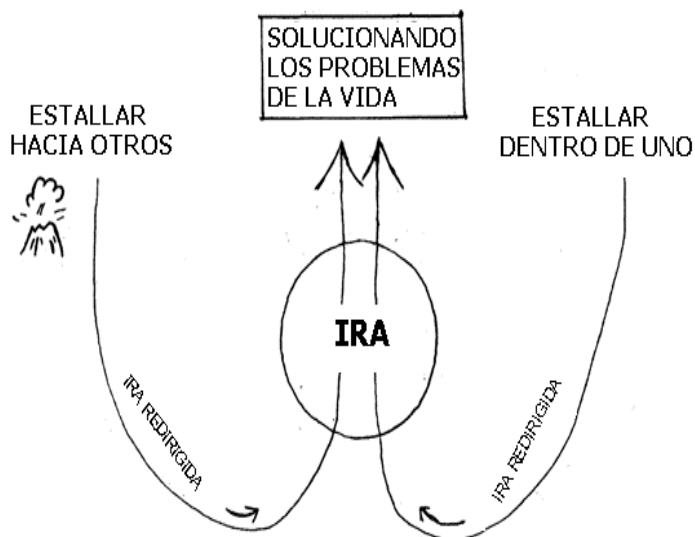 SOLUCIONANDO
LOS PROBLEMAS
DE LA VIDA
ESTALLAR
HACIA OTROS
ESTALLAR
DENTRO DE UNO
IRA
IRA REDIRIGIDA
IRA REDIRIGIDA